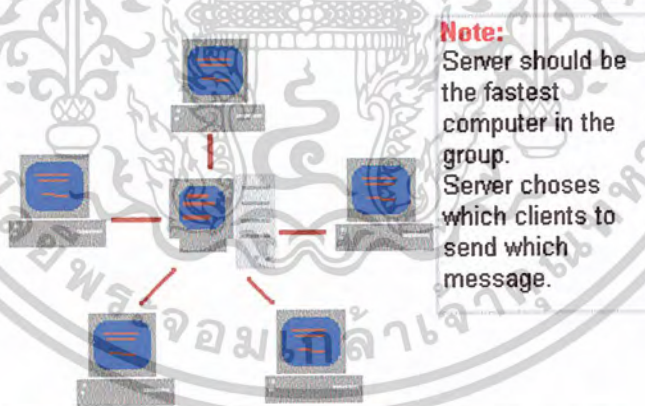 Note:
Server should be
the fastest
computer in the
group.
Server choses
which clients to
send which
message.